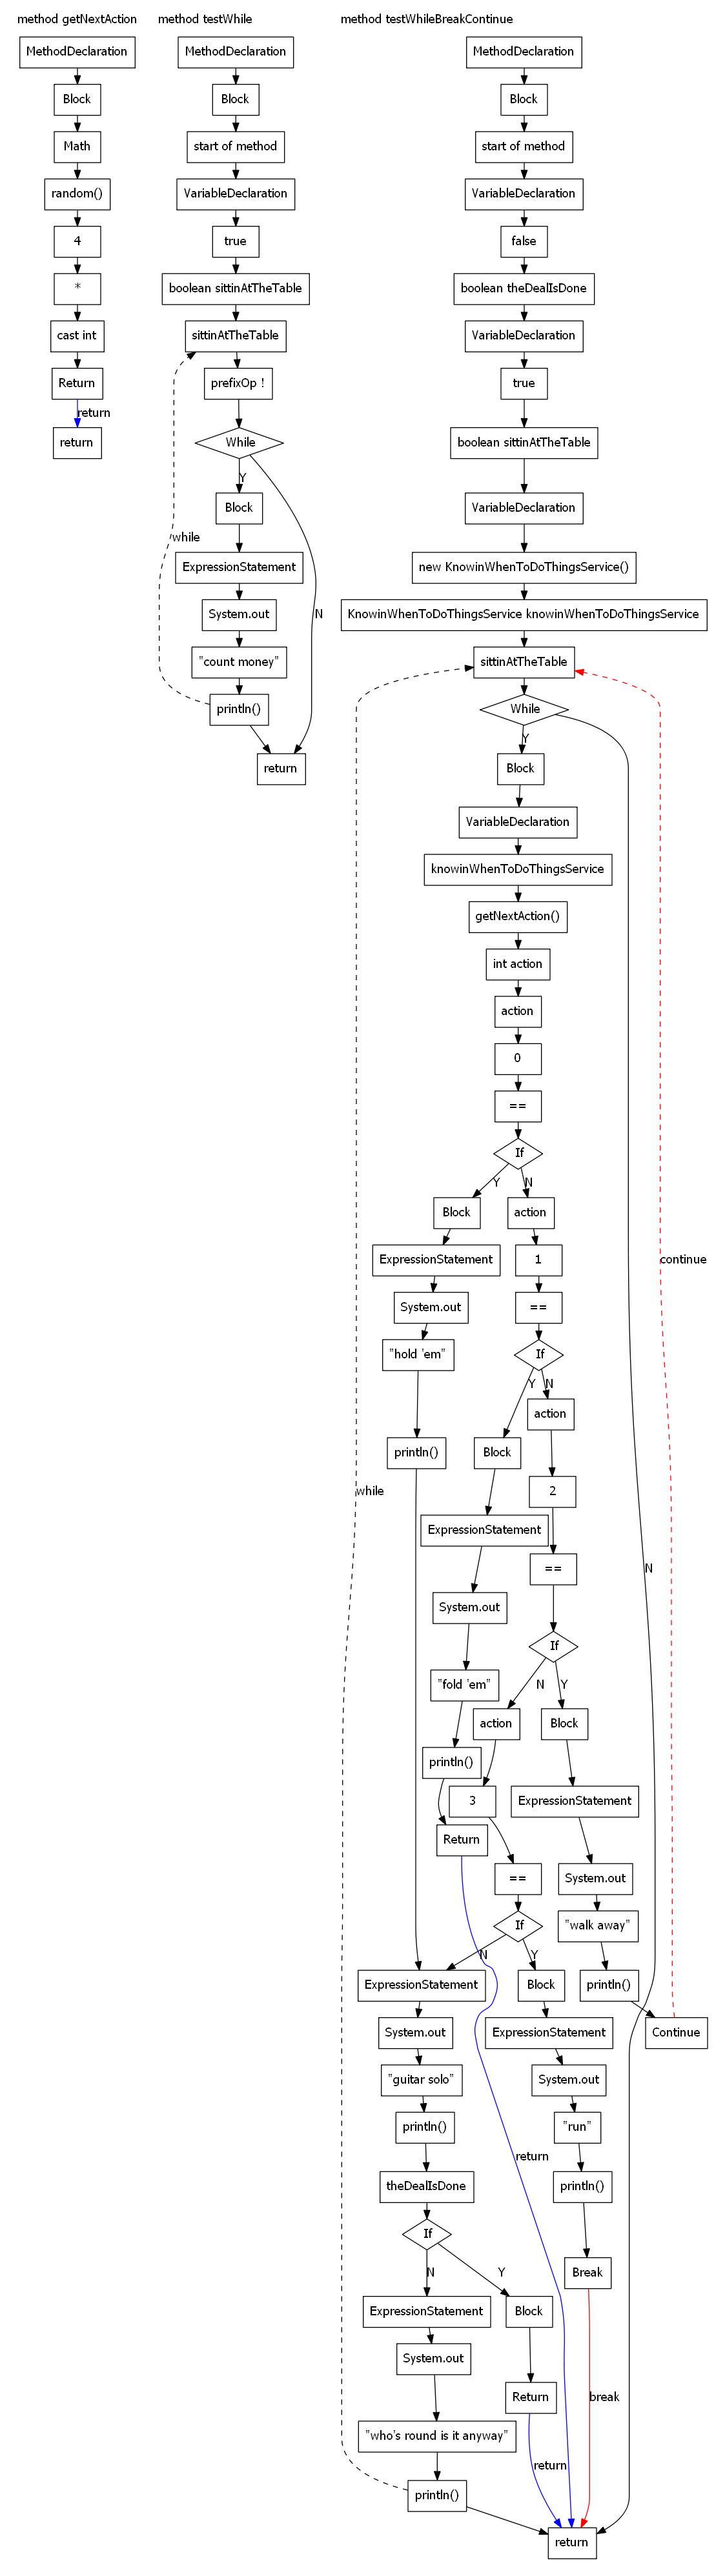 method getNextAction
MethodDeclaration
Block
Math
random()
4
*
cast int
Return
return
return
method testWhile
MethodDeclaration
Block
start of method
VariableDeclaration
true
boolean sittinAtTheTable
sittinAtTheTable
prefixOp !
While
Y
Block
ExpressionStatement
while
System.out
N
"count money"
println()
return
method testWhileBreakContinue
MethodDeclaration
Block
start of method
VariableDeclaration
false
boolean theDealIsDone
VariableDeclaration
true
boolean sittinAtTheTable
VariableDeclaration
new KnowinWhenToDoThingsService()
KnowinWhenToDoThingsService knowinWhenToDoThingsService
sittinAtTheTable
While
Y
Block
VariableDeclaration
knowinWhenToDoThingsService
getNextAction()
int action
action
0
==
If
Y
N
Block
action
ExpressionStatement
1
continue
System.out
==
"hold 'em"
If
Y
N
action
println()
Block
while
2
ExpressionStatement
==
N
System.out
If
"fold 'em"
N
Y
action
Block
println()
3
ExpressionStatement
Return
==
System.out
If
"walk away"
N
Y
ExpressionStatement
Block
println()
System.out
ExpressionStatement
Continue
"guitar solo"
System.out
println()
"run"
return
theDealIsDone
println()
If
N
Y
Break
ExpressionStatement
Block
System.out
Return
break
"who's round is it anyway"
return
println()
return